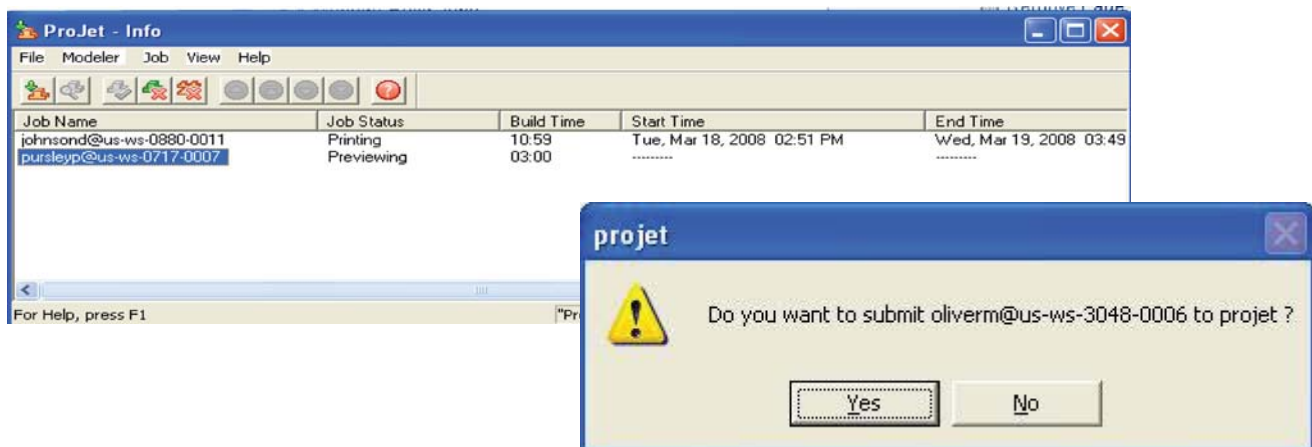 ProJet - Info
File Modeler Job View Help
Job Name Job Status Build Time Start Time End Time
johnsond@us-ws-0880-0011 Printing 10:59 Tue, Mar 18, 2008 02:51 PM Wed, Mar 19, 2008 03:49
pursleyp@us-ws-0717-0007 Previewing 03:00 --------- ---------
For Help, press F1 "Pr
projet
Do you want to submit oliverm@us-ws-3048-0006 to projet ?
Yes No